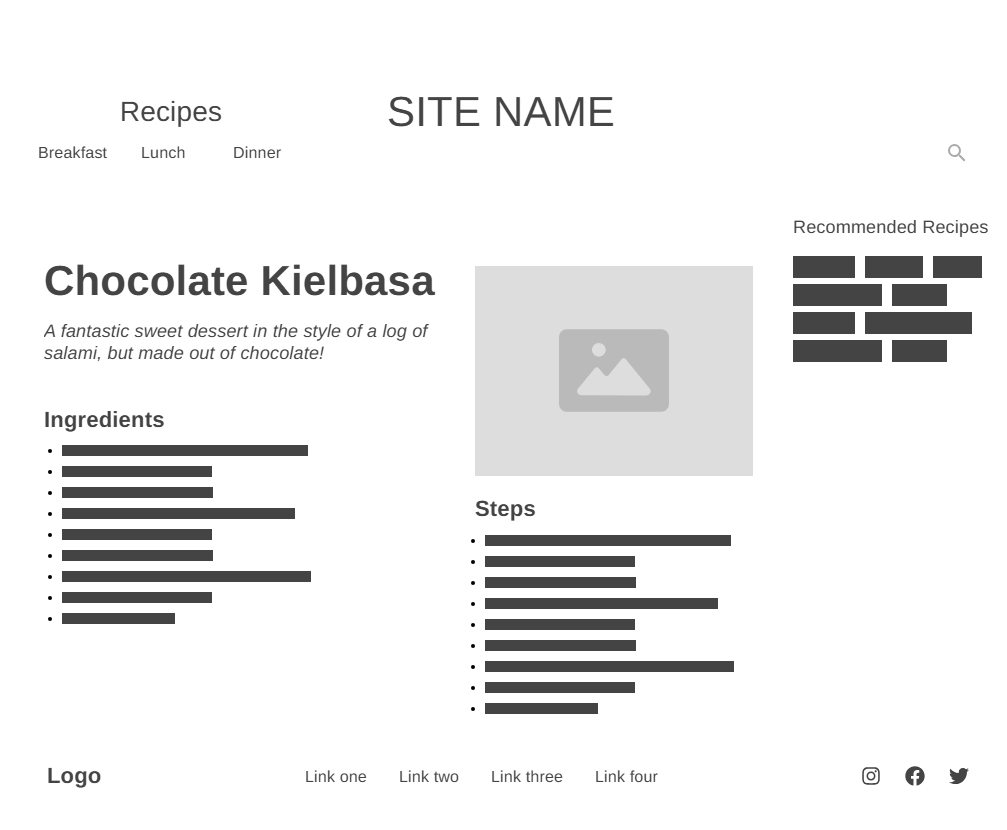 Recipes
SITE NAME
Breakfast Lunch Dinner
Recommended Recipes
Chocolate Kielbasa
A fantastic sweet dessert in the style of a log of
salami, but made out of chocolate!
Ingredients
Steps
Logo
Link one Link two Link three Link four